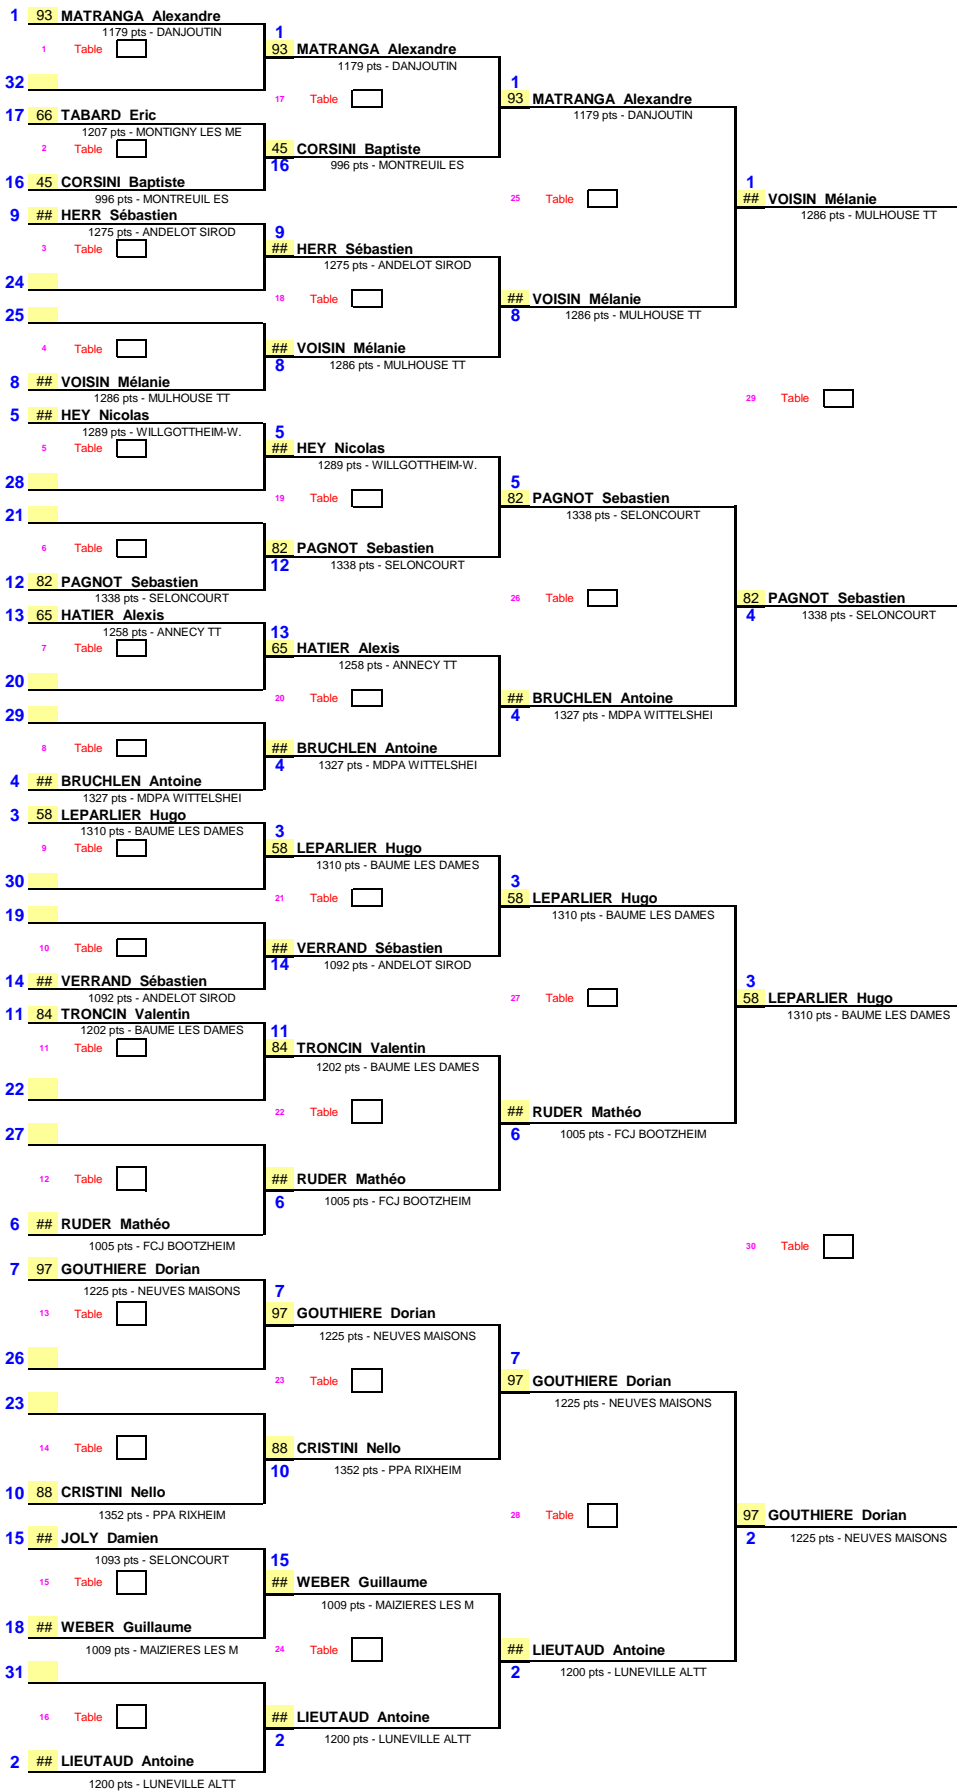 1 93 MATRANGA Alexandre
1179 pts - DANJOUTIN
1 Table
32
17 66 TABARD Eric
1207 pts - MONTIGNY LES ME
2 Table
16 45 CORSINI Baptiste
996 pts - MONTREUIL ES
9 ## HERR Sébastien
1275 pts - ANDELOT SIROD
3 Table
24
25
4 Table
8 ## VOISIN Mélanie
1286 pts - MULHOUSE TT
5 ## HEY Nicolas
1289 pts - WILLGOTTHEIM-W.
5 Table
28
21
6 Table
12 82 PAGNOT Sebastien
1338 pts - SELONCOURT
13 65 HATIER Alexis
1258 pts - ANNECY TT
7 Table
20
29
8 Table
4 ## BRUCHLEN Antoine
1327 pts - MDPA WITTELSHEI
3 58 LEPARLIER Hugo
1310 pts - BAUME LES DAMES
9 Table
30
19
10 Table
14 ## VERRAND Sébastien
1092 pts - ANDELOT SIROD
11 84 TRONCIN Valentin
1202 pts - BAUME LES DAMES
11 Table
22
27
12 Table
6 ## RUDER Mathéo
1005 pts - FCJ BOOTZHEIM
7 97 GOUTHIERE Dorian
1225 pts - NEUVES MAISONS
13 Table
26
23
14 Table
10 88 CRISTINI Nello
1352 pts - PPA RIXHEIM
15 ## JOLY Damien
1093 pts - SELONCOURT
15 Table
18 ## WEBER Guillaume
1009 pts - MAIZIERES LES M
31
16 Table
2 ## LIEUTAUD Antoine
1200 pts - LUNEVILLE ALTT
1
93 MATRANGA Alexandre
1179 pts - DANJOUTIN
17 Table
45 CORSINI Baptiste
16 996 pts - MONTREUIL ES
9
## HERR Sébastien
1275 pts - ANDELOT SIROD
18 Table
## VOISIN Mélanie
8 1286 pts - MULHOUSE TT
5
## HEY Nicolas
1289 pts - WILLGOTTHEIM-W.
19 Table
82 PAGNOT Sebastien
12 1338 pts - SELONCOURT
13
65 HATIER Alexis
1258 pts - ANNECY TT
20 Table
## BRUCHLEN Antoine
4 1327 pts - MDPA WITTELSHEI
3
58 LEPARLIER Hugo
1310 pts - BAUME LES DAMES
21 Table
## VERRAND Sébastien
14 1092 pts - ANDELOT SIROD
11
84 TRONCIN Valentin
1202 pts - BAUME LES DAMES
22 Table
## RUDER Mathéo
6 1005 pts - FCJ BOOTZHEIM
7
97 GOUTHIERE Dorian
1225 pts - NEUVES MAISONS
23 Table
88 CRISTINI Nello
10 1352 pts - PPA RIXHEIM
15
## WEBER Guillaume
1009 pts - MAIZIERES LES M
24 Table
## LIEUTAUD Antoine
2 1200 pts - LUNEVILLE ALTT
1
93 MATRANGA Alexandre
1179 pts - DANJOUTIN
25 Table
## VOISIN Mélanie
8 1286 pts - MULHOUSE TT
5
82 PAGNOT Sebastien
1338 pts - SELONCOURT
26 Table
## BRUCHLEN Antoine
4 1327 pts - MDPA WITTELSHEI
3
58 LEPARLIER Hugo
1310 pts - BAUME LES DAMES
27 Table
## RUDER Mathéo
6 1005 pts - FCJ BOOTZHEIM
7
97 GOUTHIERE Dorian
1225 pts - NEUVES MAISONS
28 Table
## LIEUTAUD Antoine
2 1200 pts - LUNEVILLE ALTT
1
## VOISIN Mélanie
1286 pts - MULHOUSE TT
29 Table
82 PAGNOT Sebastien
4 1338 pts - SELONCOURT
3
58 LEPARLIER Hugo
1310 pts - BAUME LES DAMES
30 Table
97 GOUTHIERE Dorian
2 1225 pts - NEUVES MAISONS